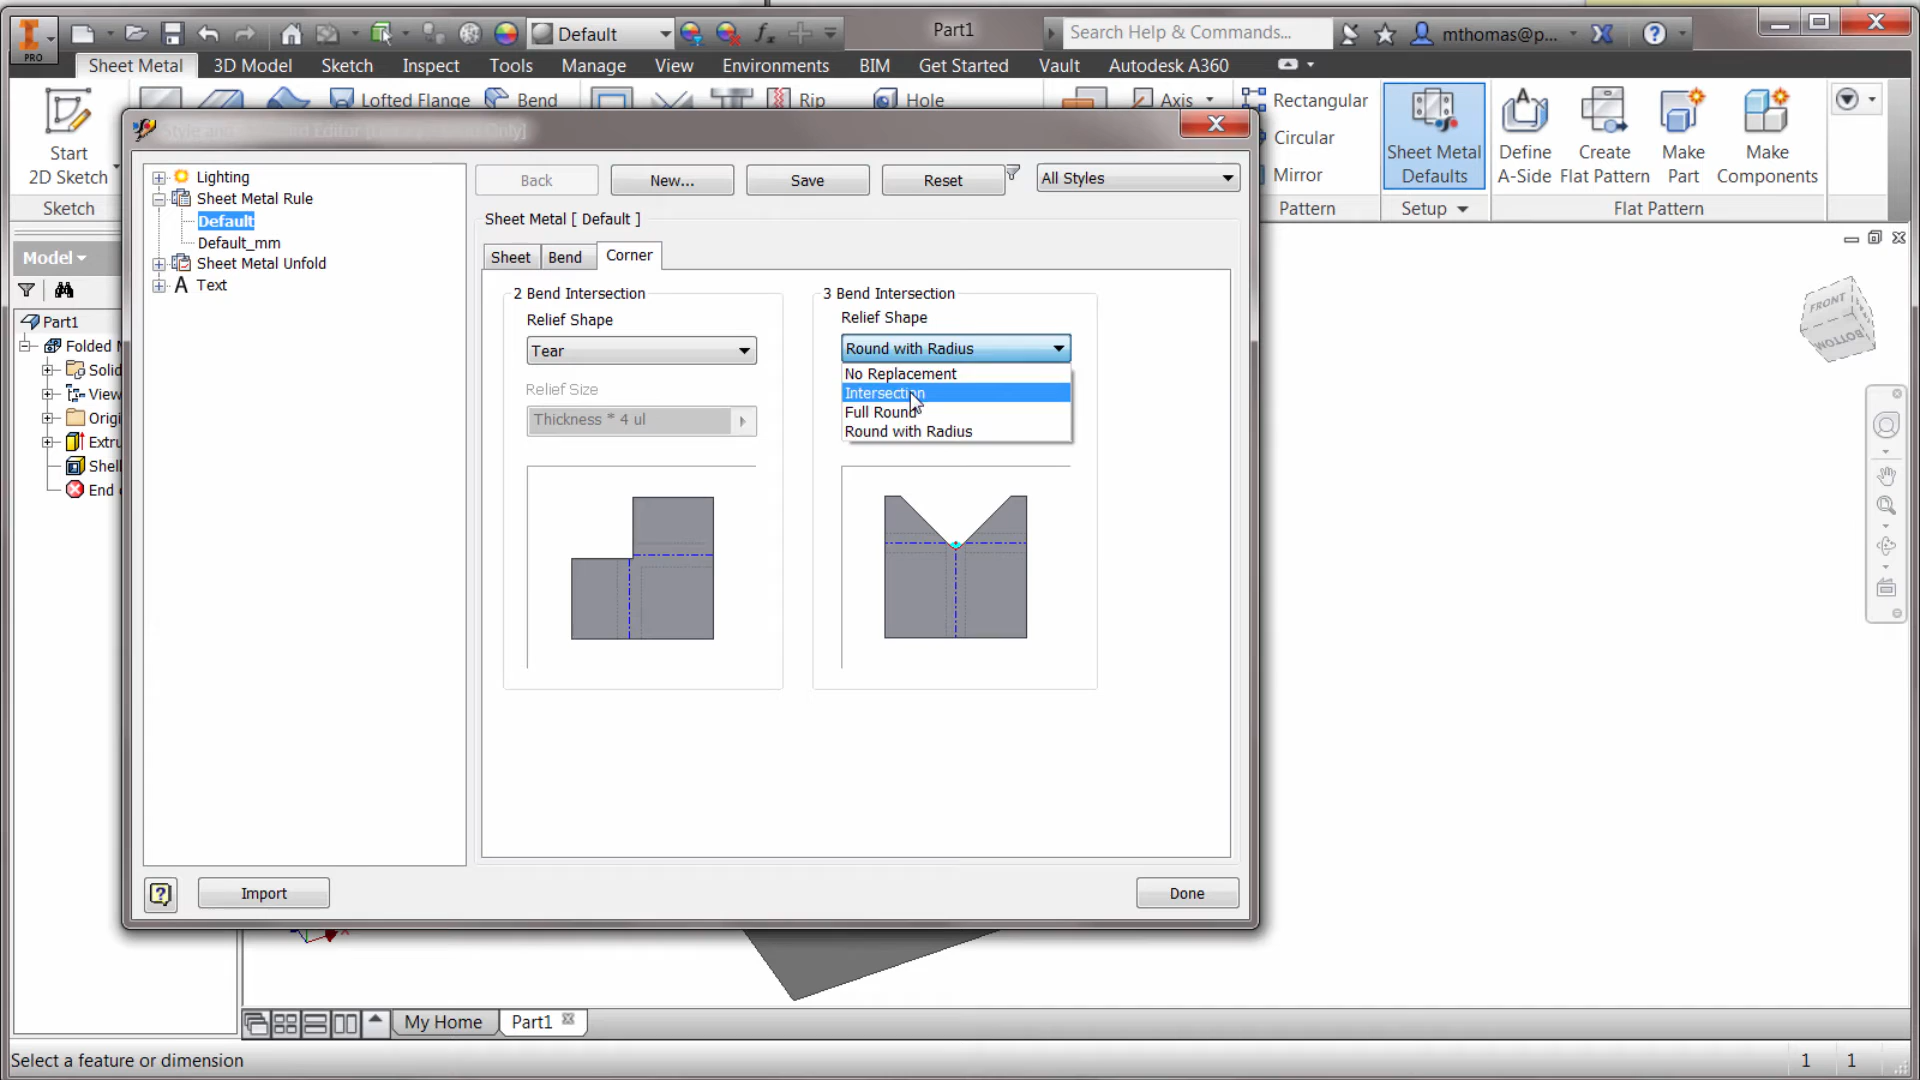 PRO
Default
Part1
Search Help & Commands...
mthomas@p...
Sheet Metal
3D Model
Sketch
Inspect
Tools
Manage
View
Environments
BIM
Get Started
Vault
Autodesk A360
Start
2D Sketch
Sketch
Lofted Flange
Bend
Rip
Hole
Axis
Rectangular
Circular
Mirror
Pattern
Sheet Metal
Defaults
Setup
Define
A-Side
Create
Flat Pattern
Make
Part
Make
Components
Flat Pattern
Model
Part1
Folded M
Solid
View
Origi
Extru
Shell
End o
Lighting
Sheet Metal Rule
Default
Default_mm
Sheet Metal Unfold
A Text
Back
New...
Save
Reset
All Styles
Sheet Metal [ Default ]
Sheet
Bend
Corner
2 Bend Intersection
Relief Shape
Tear
Relief Size
Thickness * 4 ul
3 Bend Intersection
Relief Shape
Round with Radius
No Replacement
Intersection
Full Round
Round with Radius
Import
Done
FRONT
BOTTOM
My Home
Part1
Select a feature or dimension
1
1